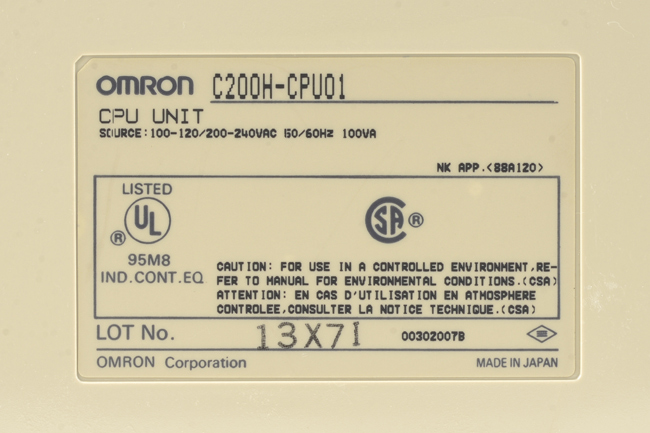 OMRON C200H-CPU01
CPU UNIT
SOURCE:100-120/200-240VAC 50/60Hz 100VA
NK APP.<88A120>
LISTED
UL ®
SA ®
95M8
IND.CONT.EQ
CAUTION: FOR USE IN A CONTROLLED ENVIRONMENT,RE-
FER TO MANUAL FOR ENVIRONMENTAL CONDITIONS.(CSA)
ATTENTION: EN CAS D'UTILISATION EN ATMOSPHERE
CONTROLEE,CONSULTER LA NOTICE TECHNIQUE.(CSA)
LOT No. 13X7I 00302007B
OMRON Corporation MADE IN JAPAN